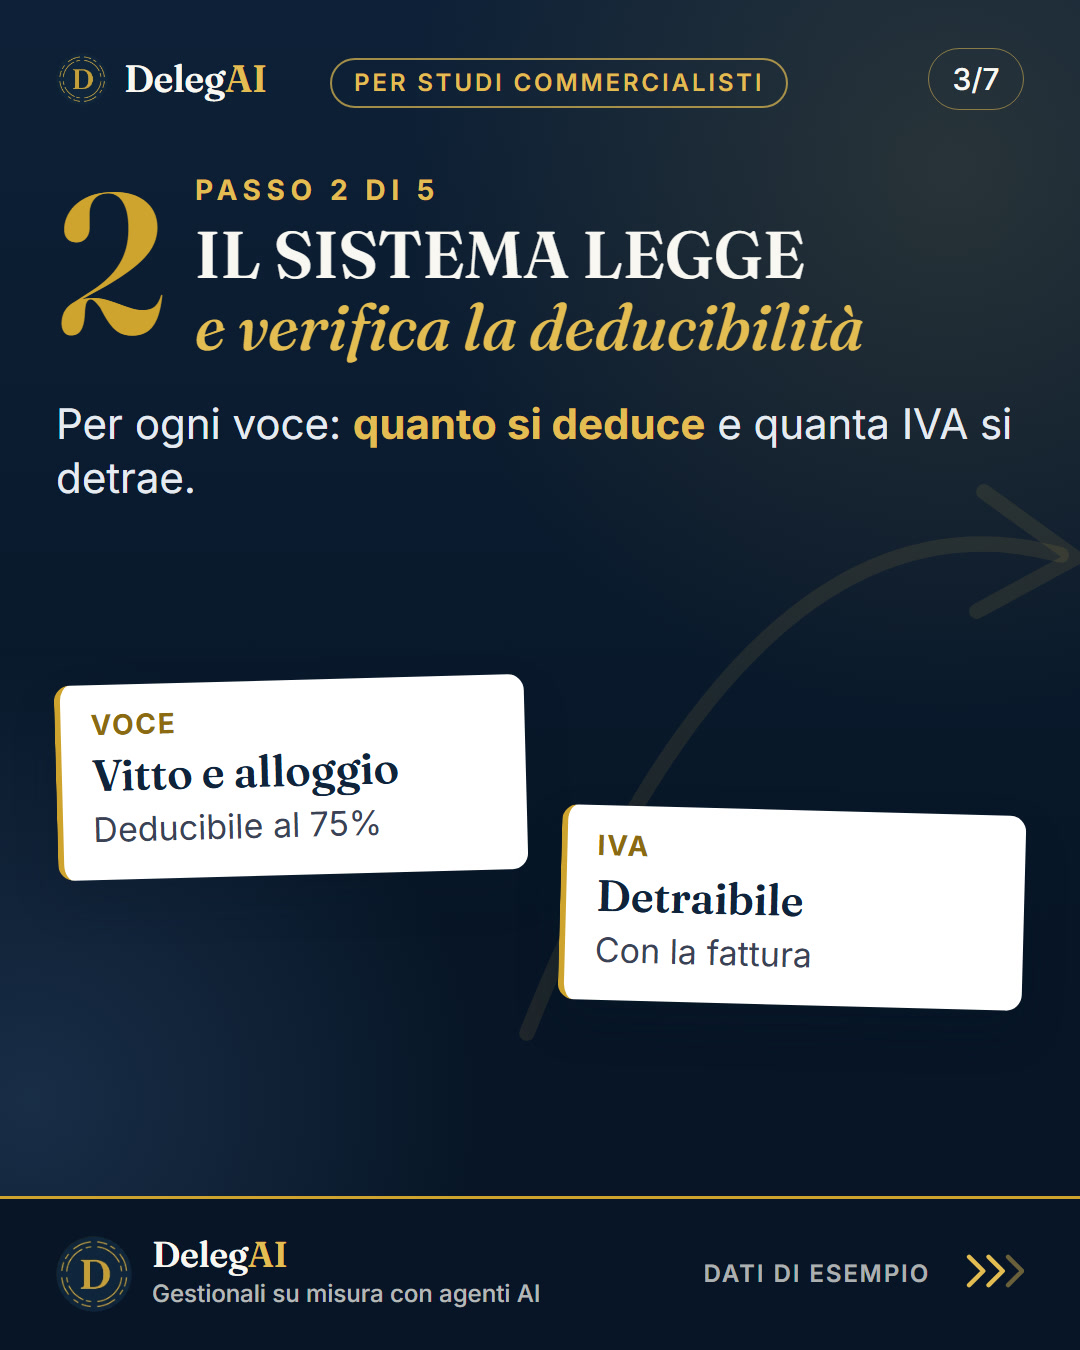 D DelegAI
PER STUDI COMMERCIALISTI
3/7
2
PASSO 2 DI 5
IL SISTEMA LEGGE
e verifica la deducibilità
Per ogni voce: quanto si deduce e quanta IVA si
detrae.
VOCE
Vitto e alloggio
Deducibile al 75%
IVA
Detraibile
Con la fattura
D
DelegAI
Gestionali su misura con agenti AI
DATI DI ESEMPIO